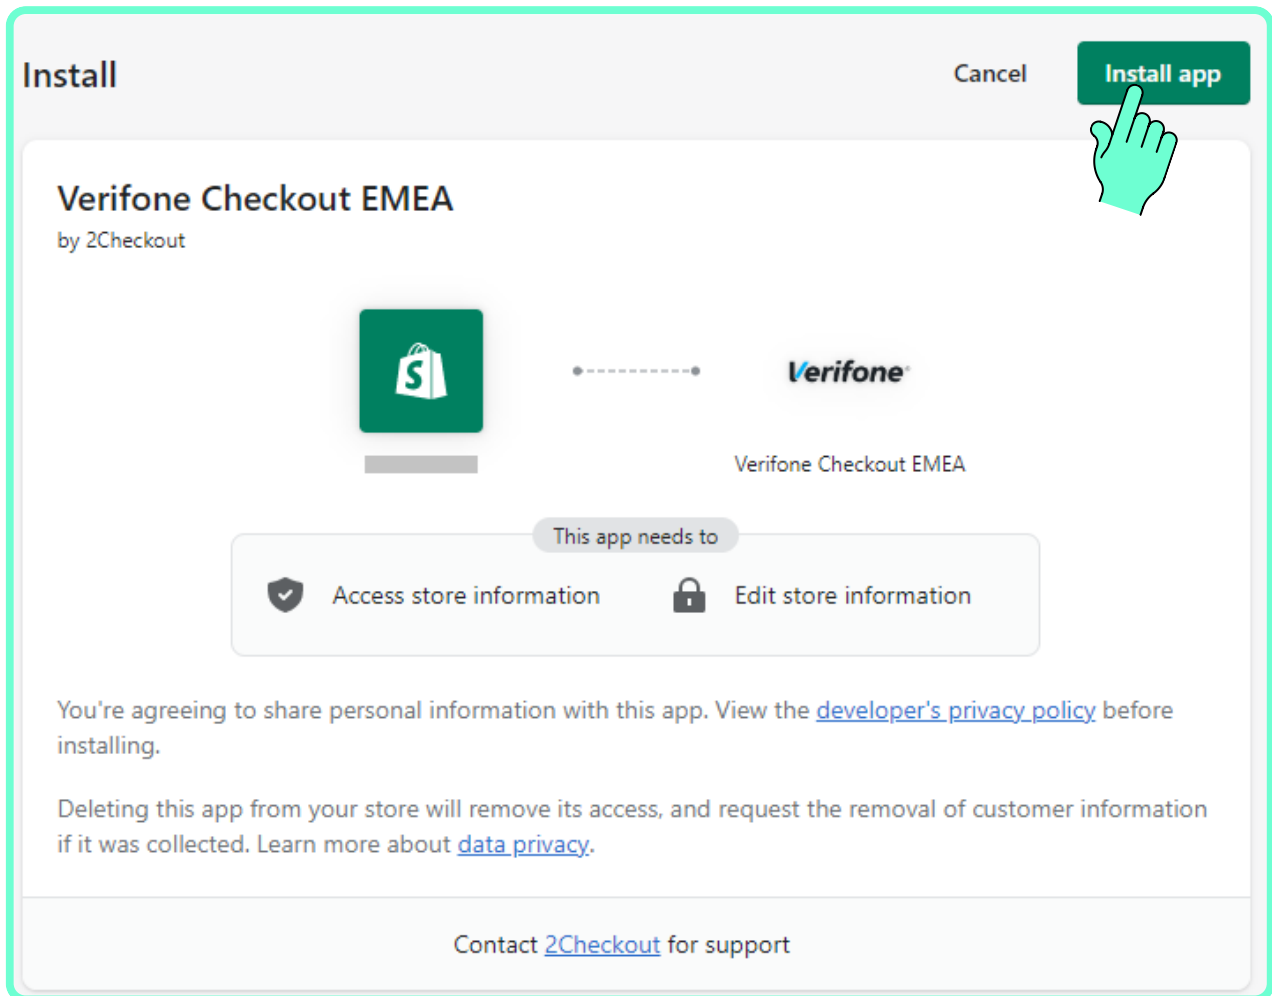 Install
Cancel
Install app
Verifone Checkout EMEA
by 2Checkout
S
Verifone
Verifone Checkout EMEA
This app needs to
Access store information
Edit store information
You're agreeing to share personal information with this app. View the developer's privacy policy before
installing.
Deleting this app from your store will remove its access, and request the removal of customer information
if it was collected. Learn more about data privacy.
Contact 2Checkout for support